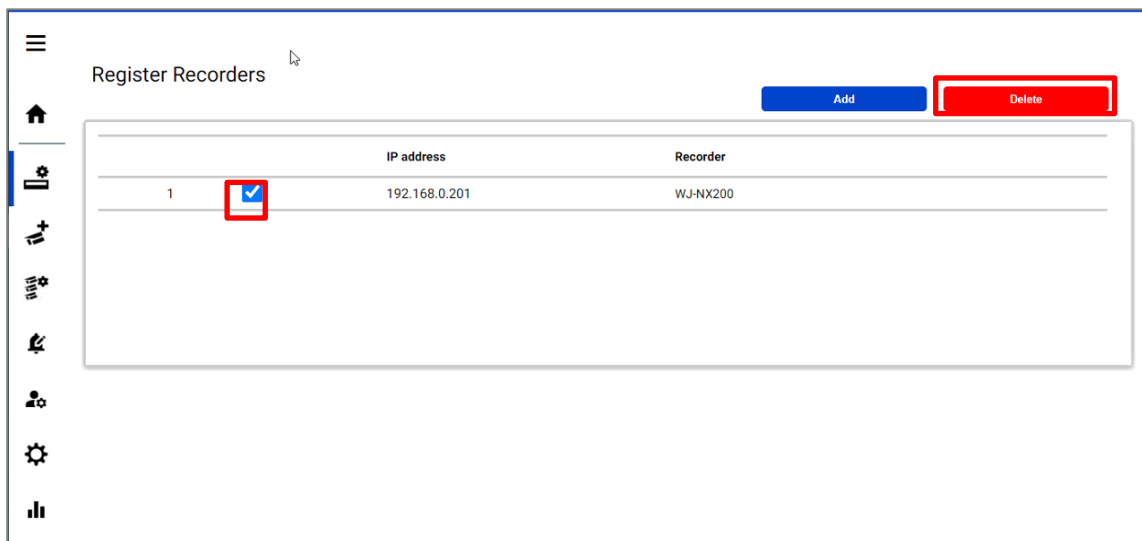 Register Recorders
Add Delete
IP address Recorder
1 192.168.0.201 WJ-NX200